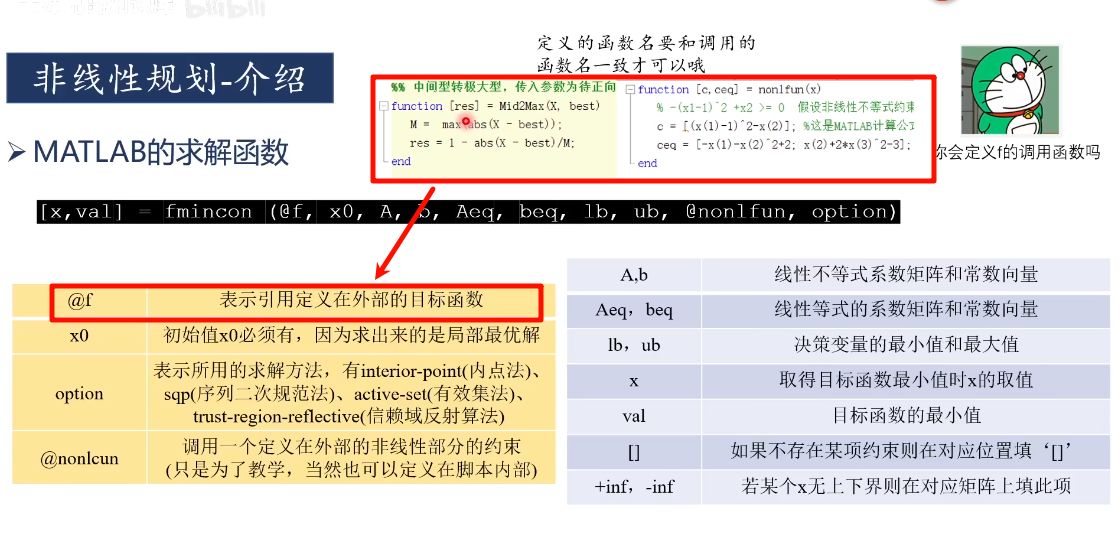 bilibili
定义的函数名要和调用的
函数名一致才可以哦
非线性规划-介绍
%% 中间型转极大型，传入参数为待正向
function [res] = Mid2Max(X, best)
M = max(abs(X - best));
res = 1 - abs(X - best)/M;
end
function [c,ceq] = nonlfun(x)
% -(x1-1)^2 +x2 >= 0 假设非线性不等式约束
c = [(x(1)-1)^2-x(2)]; %这是MATLAB计算公式
ceq = [-x(1)-x(2)^2+2; x(2)+2*x(3)^2-3];
end
你会定义f的调用函数吗
➢ MATLAB的求解函数
[x,val] = fmincon (@f, x0, A, b, Aeq, beq, lb, ub, @nonlfun, option)
@f 表示引用定义在外部的目标函数
x0 初始值x0必须有，因为求出来的是局部最优解
option 表示所用的求解方法，有interior-point(内点法)、
sqp(序列二次规范法)、active-set(有效集法)、
trust-region-reflective(信赖域反射算法)
@nonlcun 调用一个定义在外部的非线性部分的约束
(只是为了教学，当然也可以定义在脚本内部)
A,b 线性不等式系数矩阵和常数向量
Aeq，beq 线性等式的系数矩阵和常数向量
lb，ub 决策变量的最小值和最大值
x 取得目标函数最小值时x的取值
val 目标函数的最小值
[] 如果不存在某项约束则在对应位置填‘[]’
+inf，-inf 若某个x无上下界则在对应矩阵上填此项